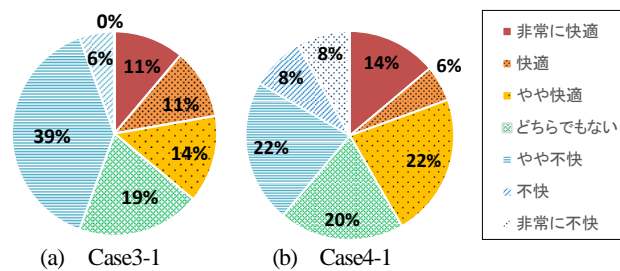 0%
6%
11%
11%
39%
14%
19%
(a) Case3-1
8%
14%
6%
8%
22%
22%
20%
(b) Case4-1
非常に快適
快適
やや快適
どちらでもない
やや不快
不快
非常に不快